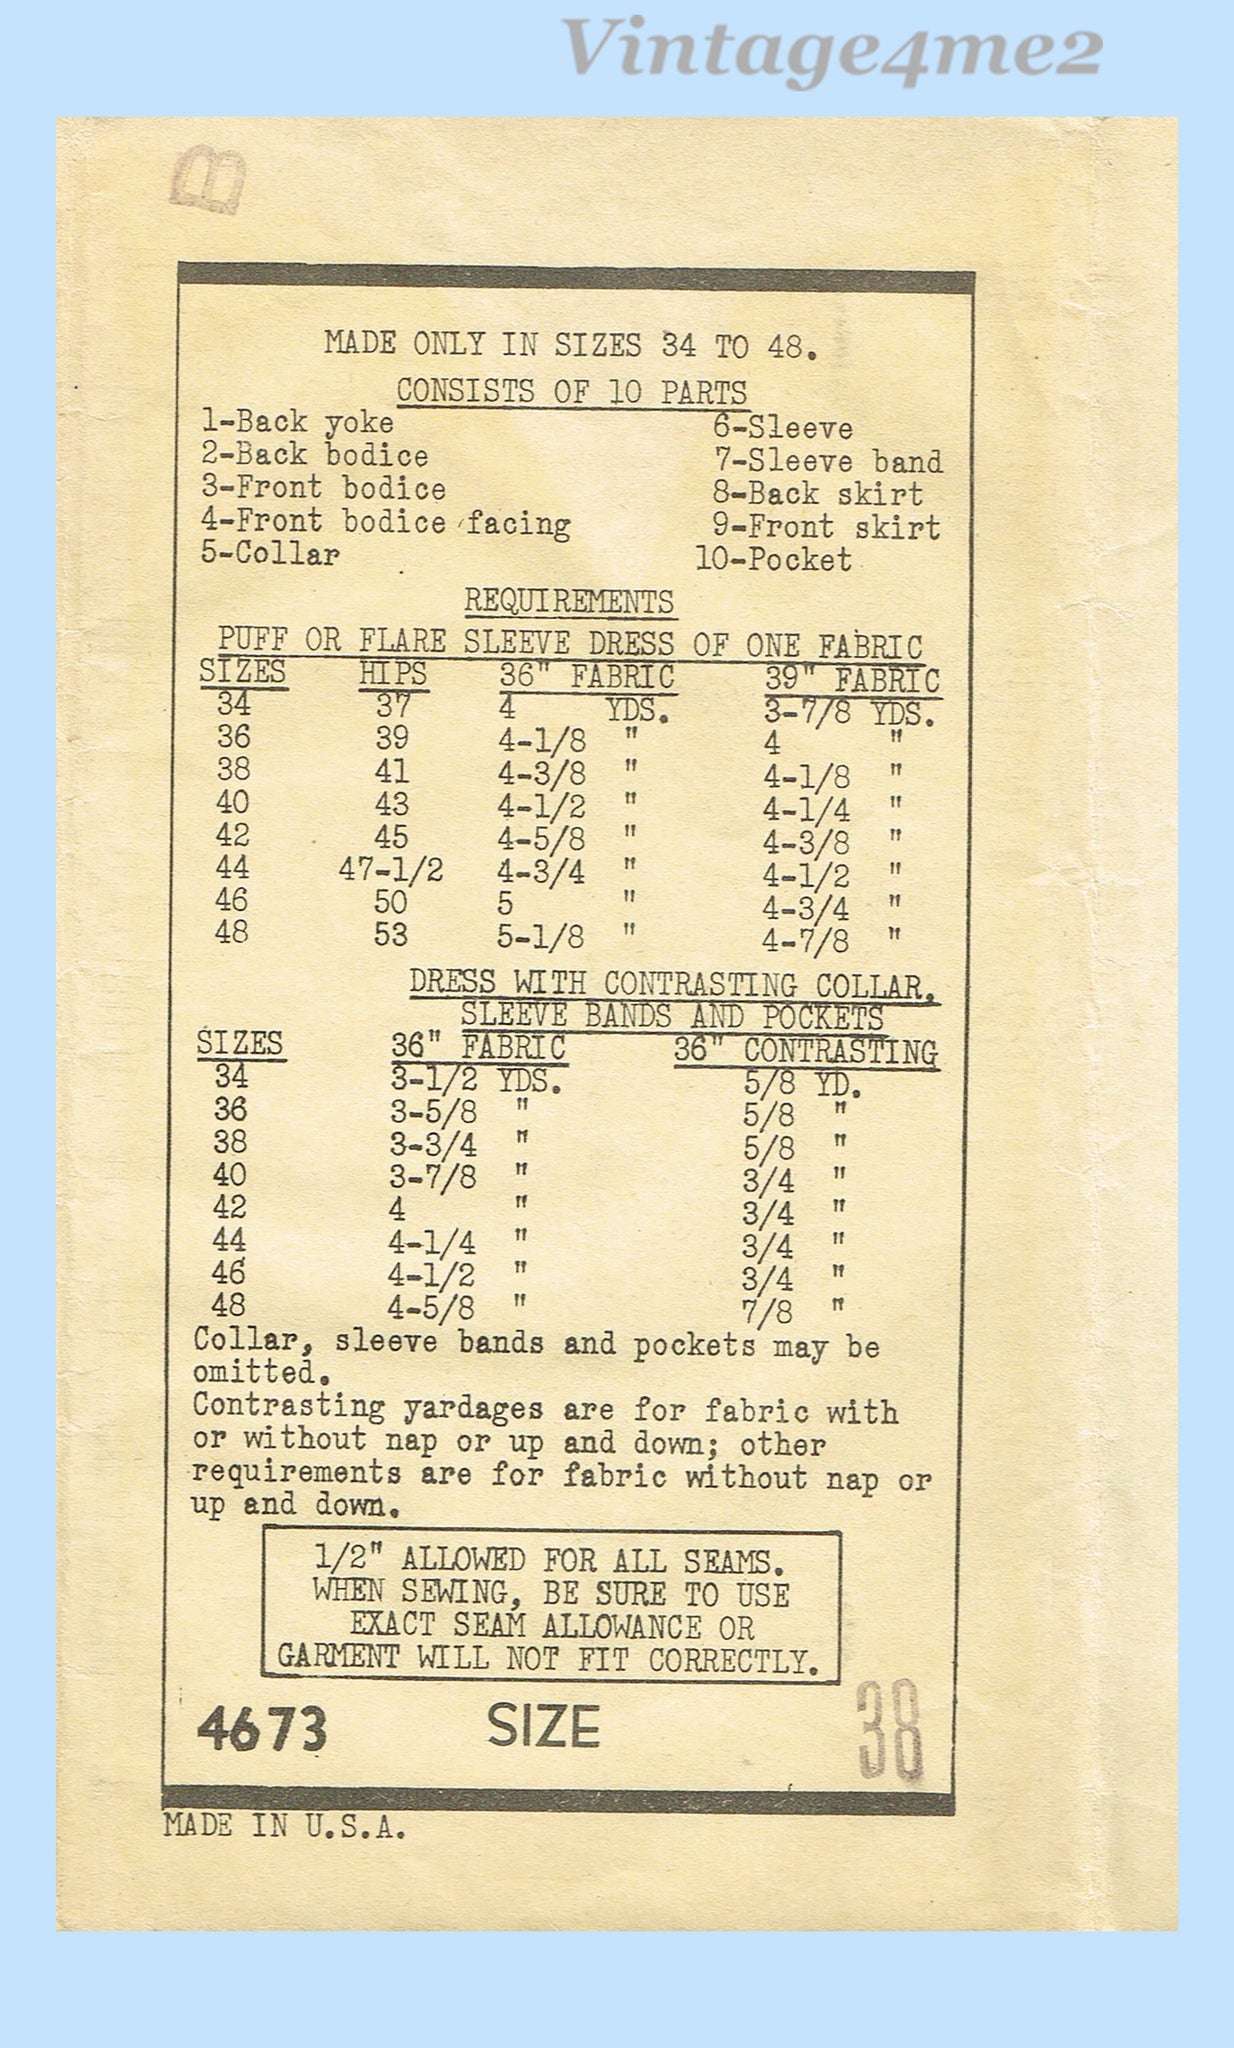 Vintage4me2
B
MADE ONLY IN SIZES 34 TO 48.
CONSISTS OF 10 PARTS
1-Back yoke 6-Sleeve
2-Back bodice 7-Sleeve band
3-Front bodice 8-Back skirt
4-Front bodice facing 9-Front skirt
5-Collar 10-Pocket
REQUIREMENTS
PUFF OR FLARE SLEEVE DRESS OF ONE FABRIC
SIZES HIPS 36" FABRIC 39" FABRIC
34 37 4 YDS. 3-7/8 YDS.
36 39 4-1/8 " 4 "
38 41 4-3/8 " 4-1/8 "
40 43 4-1/2 " 4-1/4 "
42 45 4-5/8 " 4-3/8 "
44 47-1/2 4-3/4 " 4-1/2 "
46 50 5 " 4-3/4 "
48 53 5-1/8 " 4-7/8 "
DRESS WITH CONTRASTING COLLAR,
SLEEVE BANDS AND POCKETS
SIZES 36" FABRIC 36" CONTRASTING
34 3-1/2 YDS. 5/8 YD.
36 3-5/8 " 5/8 "
38 3-3/4 " 5/8 "
40 3-7/8 " 3/4 "
42 4 " 3/4 "
44 4-1/4 " 3/4 "
46 4-1/2 " 3/4 "
48 4-5/8 " 7/8 "
Collar, sleeve bands and pockets may be
omitted.
Contrasting yardages are for fabric with
or without nap or up and down; other
requirements are for fabric without nap or
up and down.
1/2" ALLOWED FOR ALL SEAMS.
WHEN SEWING, BE SURE TO USE
EXACT SEAM ALLOWANCE OR
GARMENT WILL NOT FIT CORRECTLY.
4673 SIZE 38
MADE IN U.S.A.